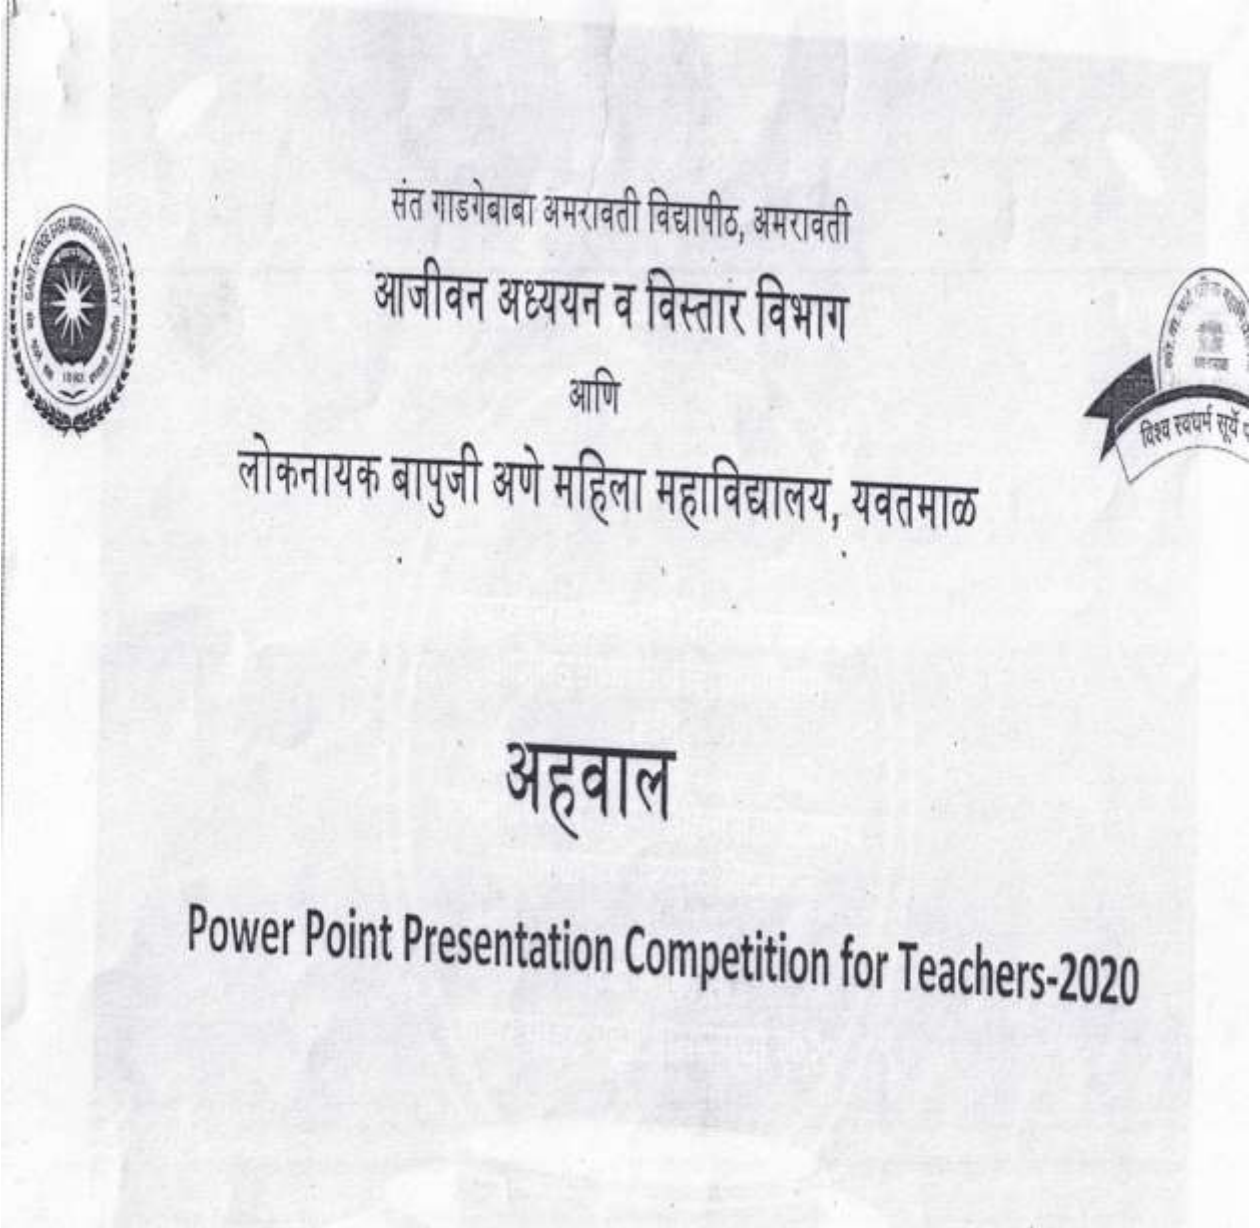 संत गाडगेबाबा अमरावती विद्यापीठ, अमरावती
आजीवन अध्ययन व विस्तार विभाग
आणि
लोकनायक बापुजी अणे महिला महाविद्यालय, यवतमाळ
विश्व स्वधर्म सूर्ये
अहवाल
Power Point Presentation Competition for Teachers-2020